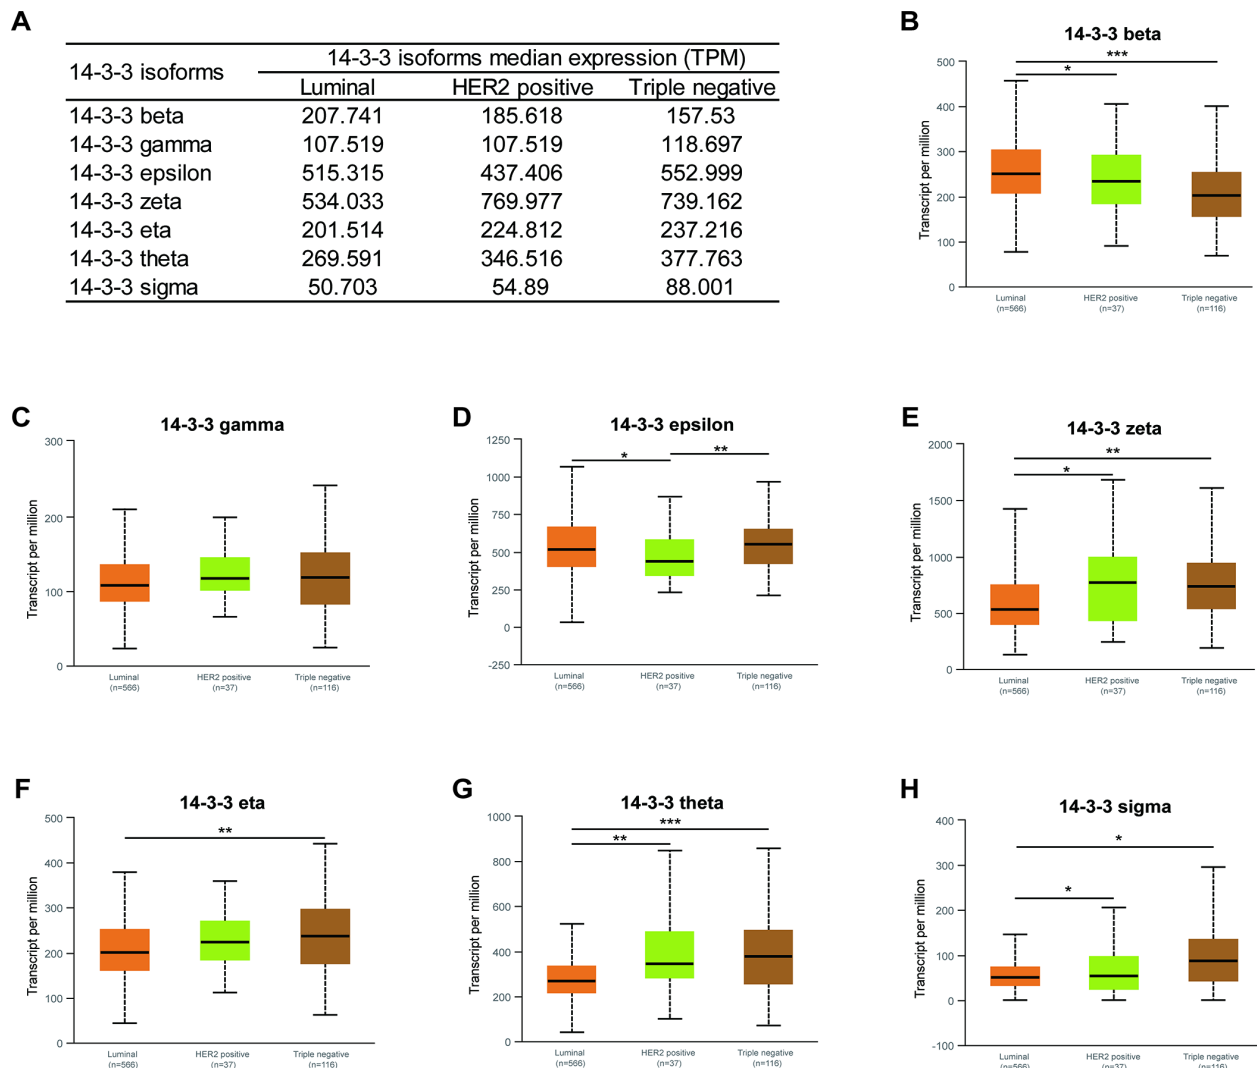 A
14-3-3 isoforms
14-3-3 isoforms median expression (TPM)
Luminal HER2 positive Triple negative
14-3-3 beta 207.741 185.618 157.53
14-3-3 gamma 107.519 107.519 118.697
14-3-3 epsilon 515.315 437.406 552.999
14-3-3 zeta 534.033 769.977 739.162
14-3-3 eta 201.514 224.812 237.216
14-3-3 theta 269.591 346.516 377.763
14-3-3 sigma 50.703 54.89 88.001
B
14-3-3 beta
Transcript per million
500
400
300
200
100
0
***
*
Luminal HER2 positive Triple negative
(n=566) (n=37) (n=116)
C
14-3-3 gamma
Transcript per million
300
200
100
0
Luminal HER2 positive Triple negative
(n=566) (n=37) (n=116)
D
14-3-3 epsilon
Transcript per million
1250
1000
750
500
250
0
-250
* **
Luminal HER2 positive Triple negative
(n=566) (n=37) (n=116)
E
14-3-3 zeta
Transcript per million
2000
1500
1000
500
0
**
*
Luminal HER2 positive Triple negative
(n=566) (n=37) (n=116)
F
14-3-3 eta
Transcript per million
500
400
300
200
100
0
**
Luminal HER2 positive Triple negative
(n=566) (n=37) (n=116)
G
14-3-3 theta
Transcript per million
1000
800
600
400
200
0
***
**
Luminal HER2 positive Triple negative
(n=566) (n=37) (n=116)
H
14-3-3 sigma
Transcript per million
400
300
200
100
0
-100
*
*
Luminal HER2 positive Triple negative
(n=566) (n=37) (n=116)